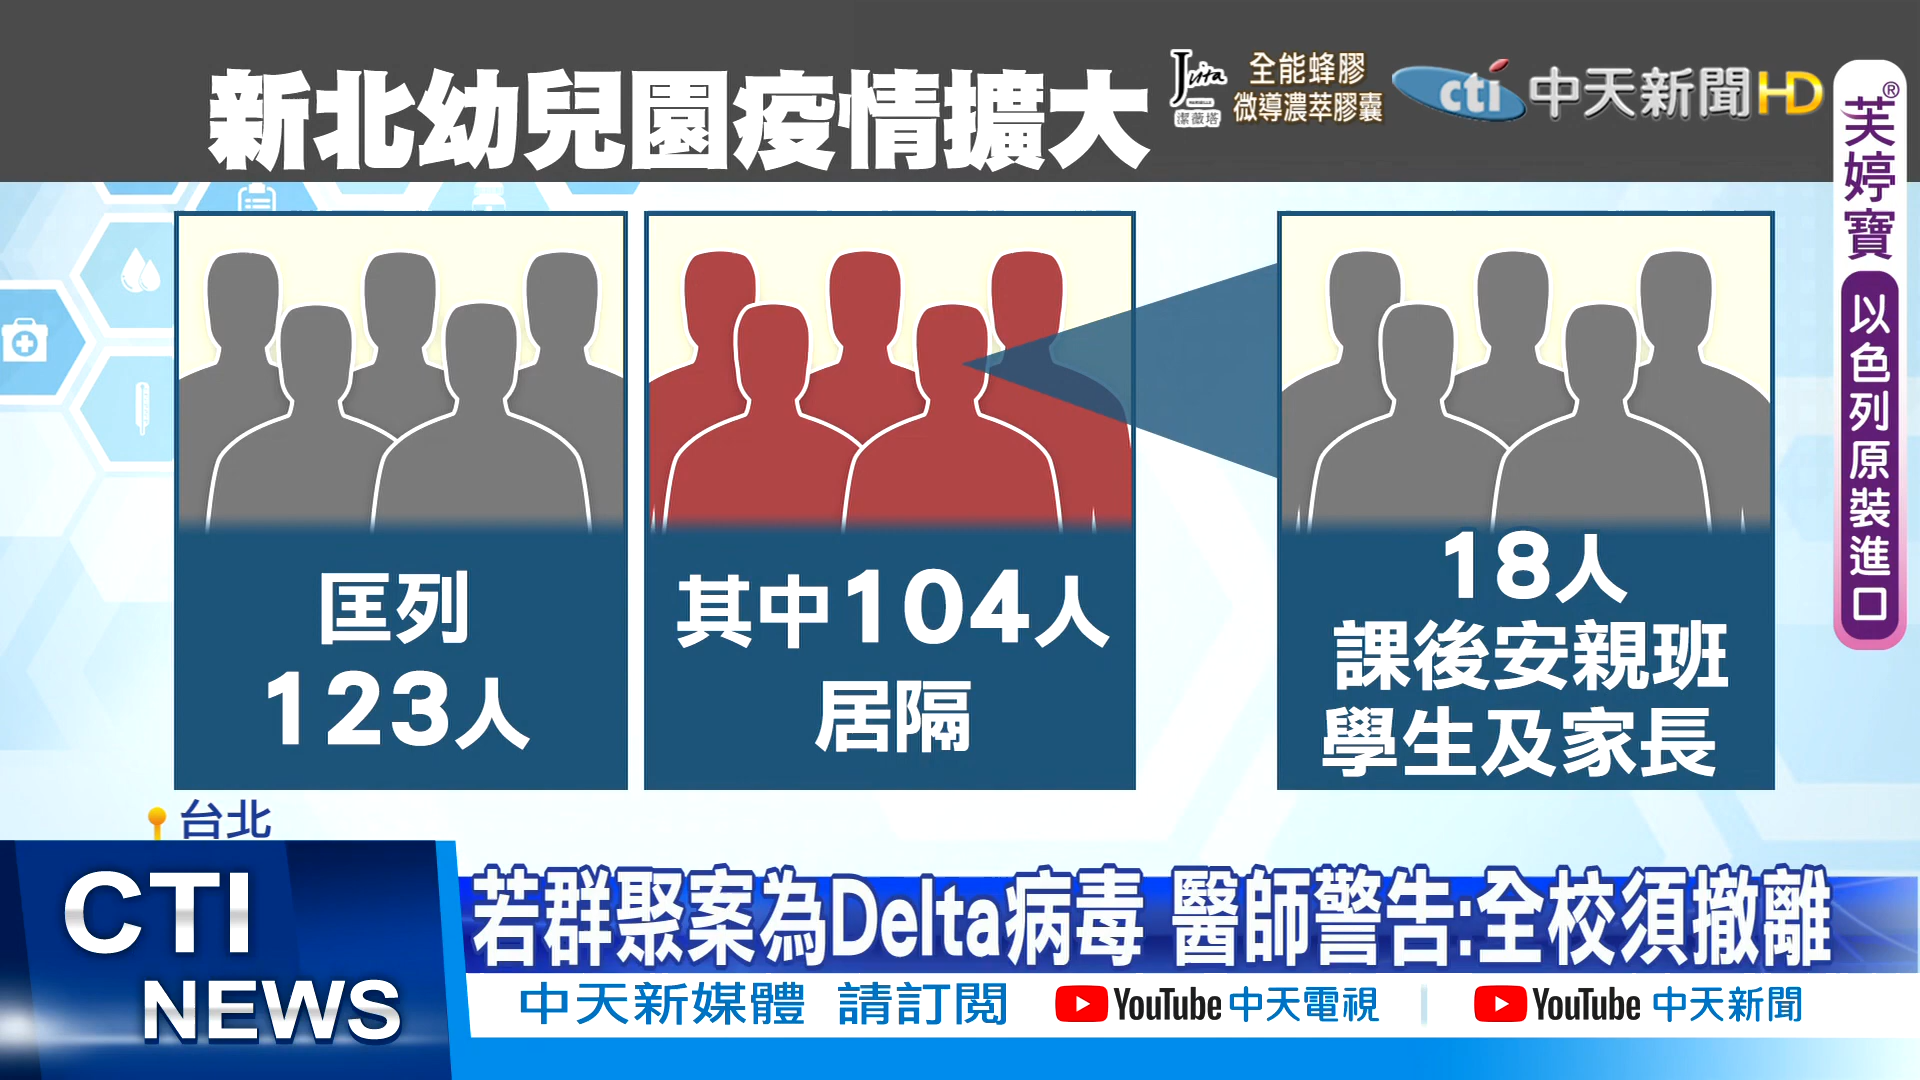 新北幼兒園疫情擴大
Jvita
潔薇塔
全能蜂膠
微導濃萃膠囊
cti 中天新聞HD
芙婷寶®
以色列原裝進口
匡列
123人
其中104人
居隔
18人
課後安親班
學生及家長
台北
CTI
NEWS
若群聚案為Delta病毒 醫師警告:全校須撤離
中天新媒體 請訂閱 YouTube 中天電視 | YouTube 中天新聞